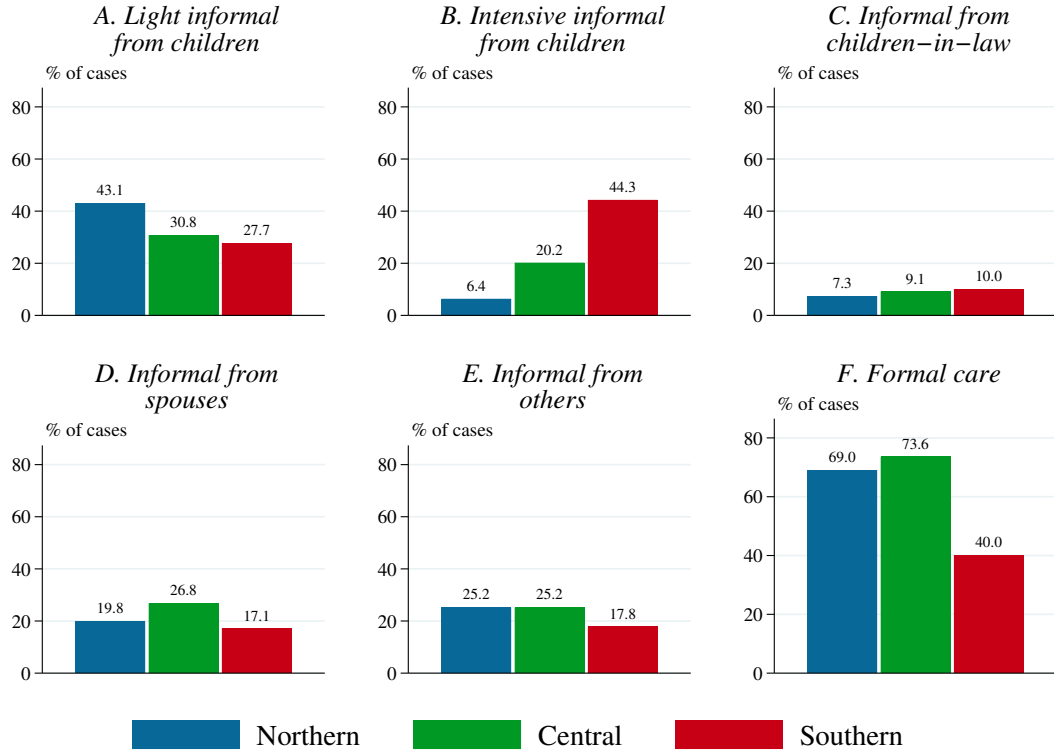 A. Light informal
from children
% of cases
80
60
40
20
0
43.1
30.8
27.7
B. Intensive informal
from children
% of cases
80
60
40
20
0
6.4
20.2
44.3
C. Informal from
children−in−law
% of cases
80
60
40
20
0
7.3
9.1
10.0
D. Informal from
spouses
% of cases
80
60
40
20
0
19.8
26.8
17.1
E. Informal from
others
% of cases
80
60
40
20
0
25.2
25.2
17.8
F. Formal care
% of cases
80
60
40
20
0
69.0
73.6
40.0
Northern
Central
Southern